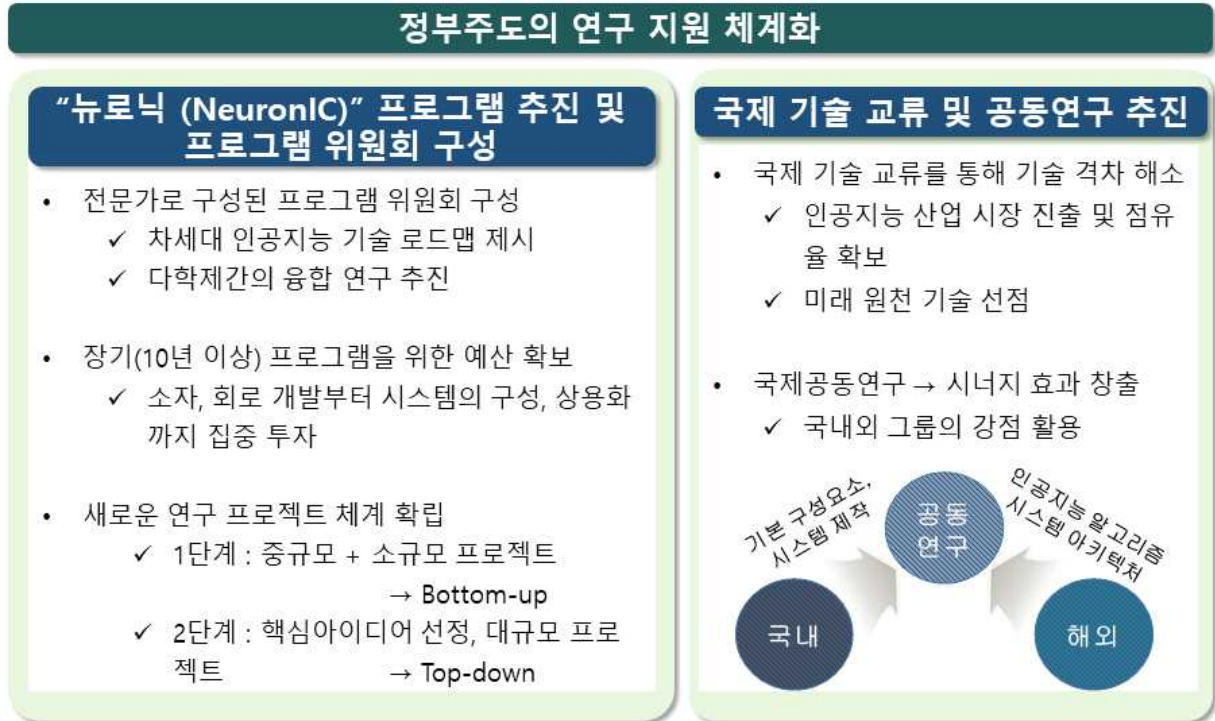 정부주도의 연구 지원 체계화
“뉴로닉 (NeuronIC)” 프로그램 추진 및
프로그램 위원회 구성
• 전문가로 구성된 프로그램 위원회 구성
✓ 차세대 인공지능 기술 로드맵 제시
✓ 다학제간의 융합 연구 추진
• 장기(10년 이상) 프로그램을 위한 예산 확보
✓ 소자, 회로 개발부터 시스템의 구성, 상용화
까지 집중 투자
• 새로운 연구 프로젝트 체계 확립
✓ 1단계 : 중규모 + 소규모 프로젝트
→ Bottom-up
✓ 2단계 : 핵심아이디어 선정, 대규모 프로
젝트 → Top-down
국제 기술 교류 및 공동연구 추진
• 국제 기술 교류를 통해 기술 격차 해소
✓ 인공지능 산업 시장 진출 및 점유
율 확보
✓ 미래 원천 기술 선점
• 국제공동연구 → 시너지 효과 창출
✓ 국내외 그룹의 강점 활용
기본 구성요소,
시스템 제작
공동
연구
인공지능 알고리즘
시스템 아키텍처
국내
해외